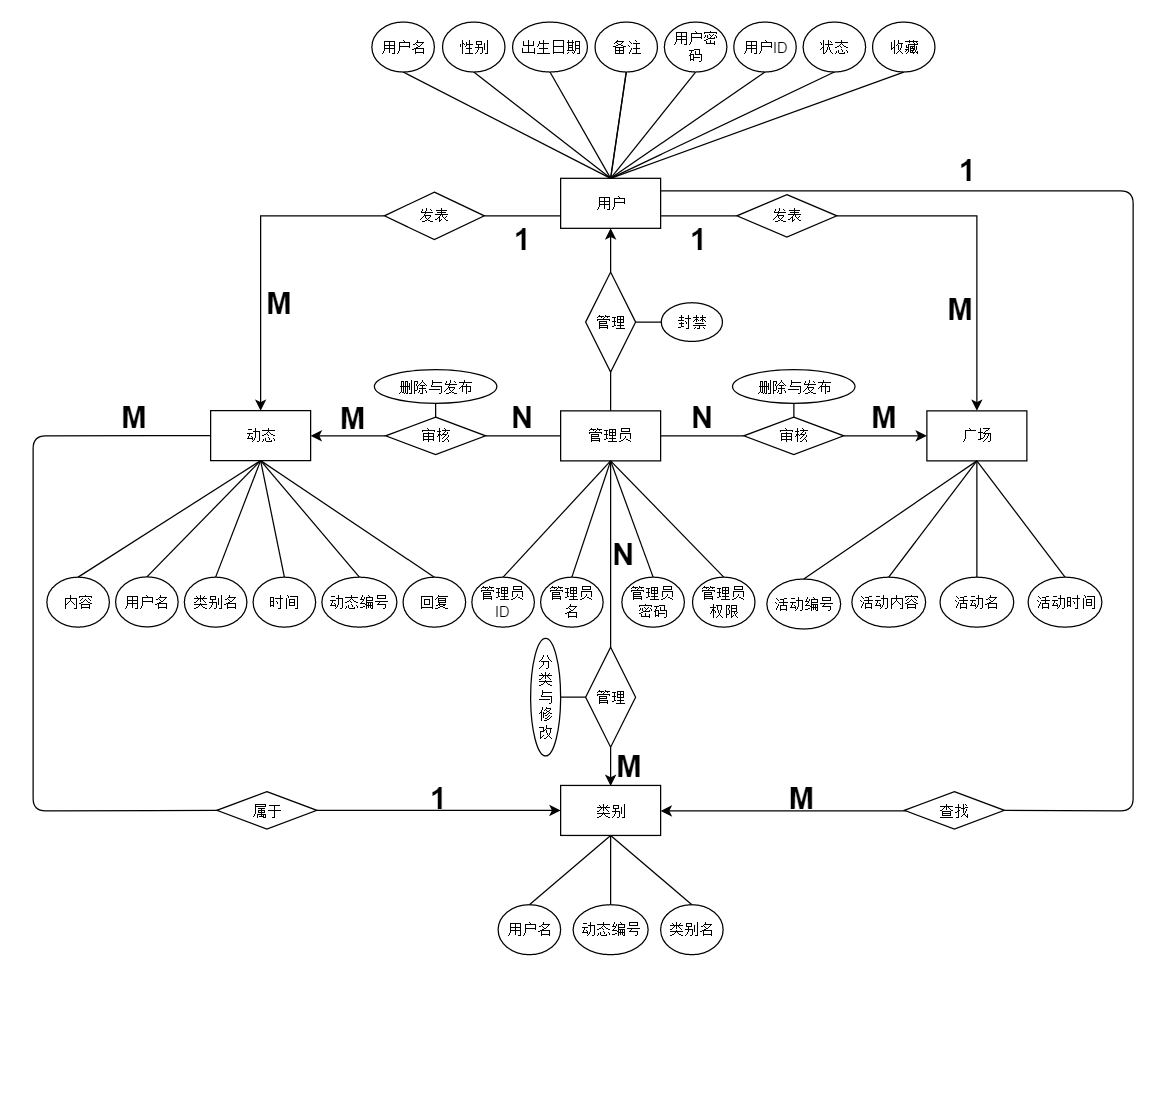 用户名
性别
出生日期
备注
用户密
码
用户ID
状态
收藏
1
用户
发表
发表
1
1
M
M
管理
封禁
删除与发布
删除与发布
M
M
N
N
M
动态
审核
管理员
审核
广场
N
内容
用户名
类别名
时间
动态编号
回复
管理员
ID
管理员
名
管理员
密码
管理员
权限
活动编号
活动内容
活动名
活动时间
分
类
与
修
改
管理
M
1
M
属于
类别
查找
用户名
动态编号
类别名